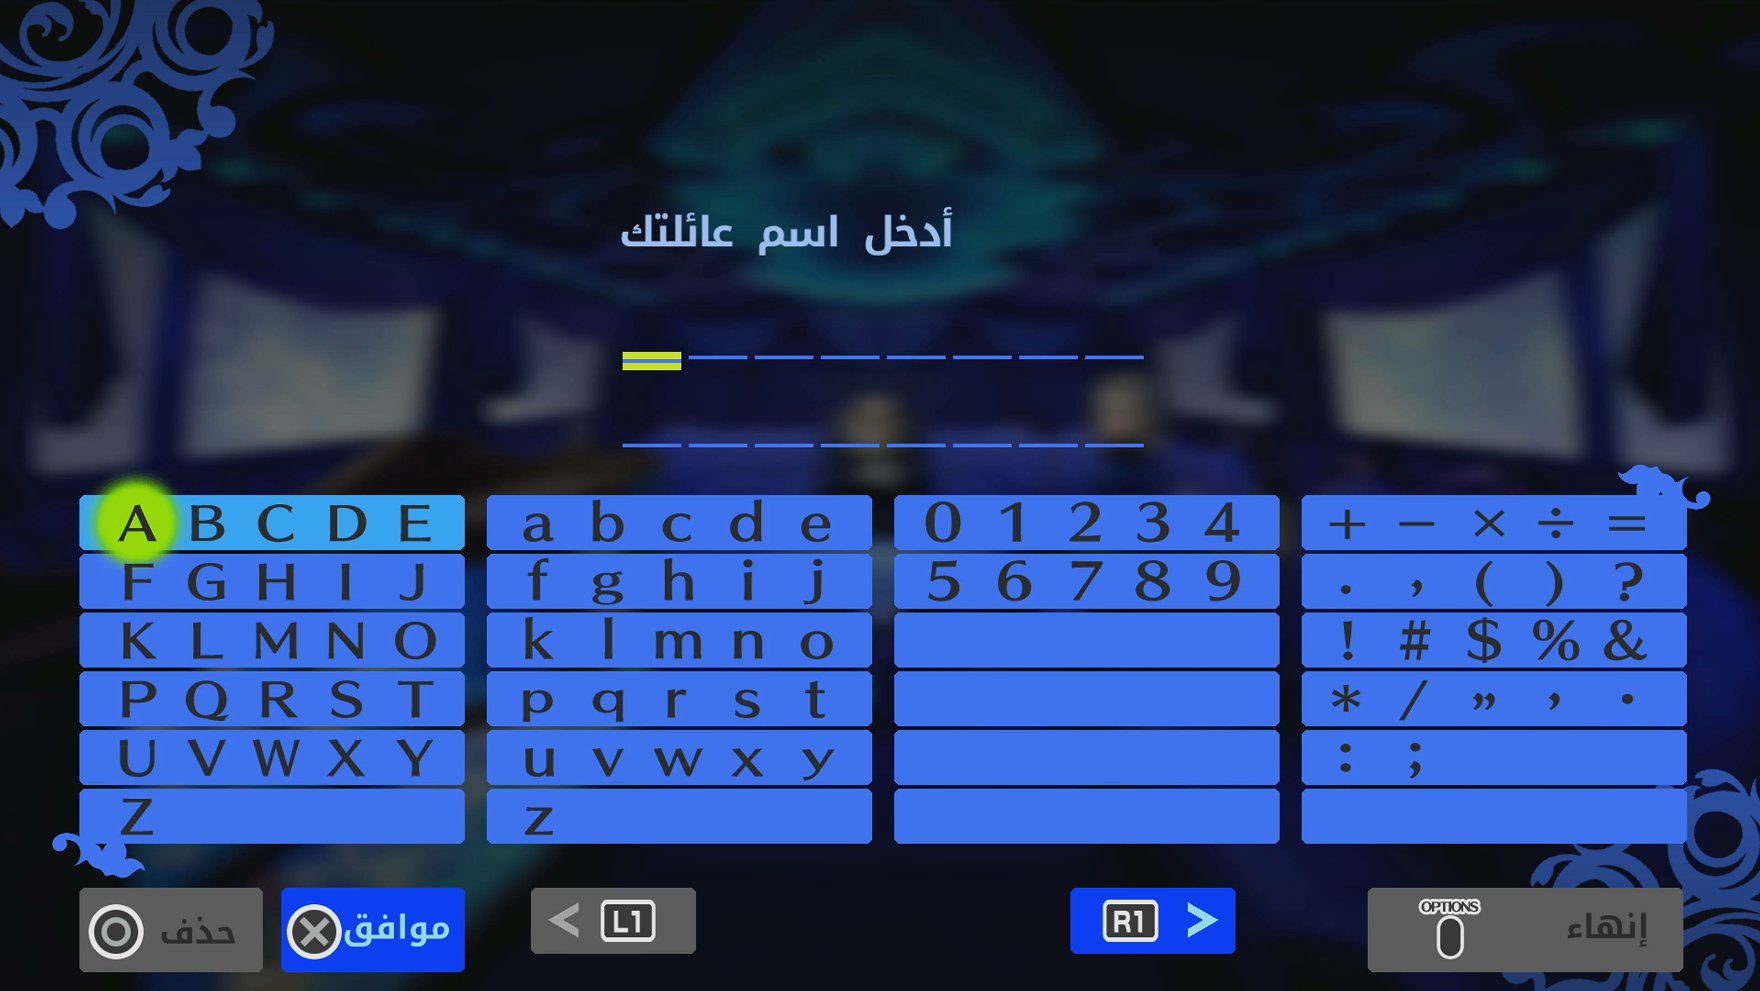 أدخل اسم عائلتك
A B C D E a b c d e 0 1 2 3 4 + − × ÷ =
F G H I J f g h i j 5 6 7 8 9 . , ( ) ?
K L M N O k l m n o ! # $ % &
P Q R S T p q r s t * / ” ’ ·
U V W X Y u v w x y : ;
Z z
حذف موافق < L1 R1 > OPTIONS إنهاء